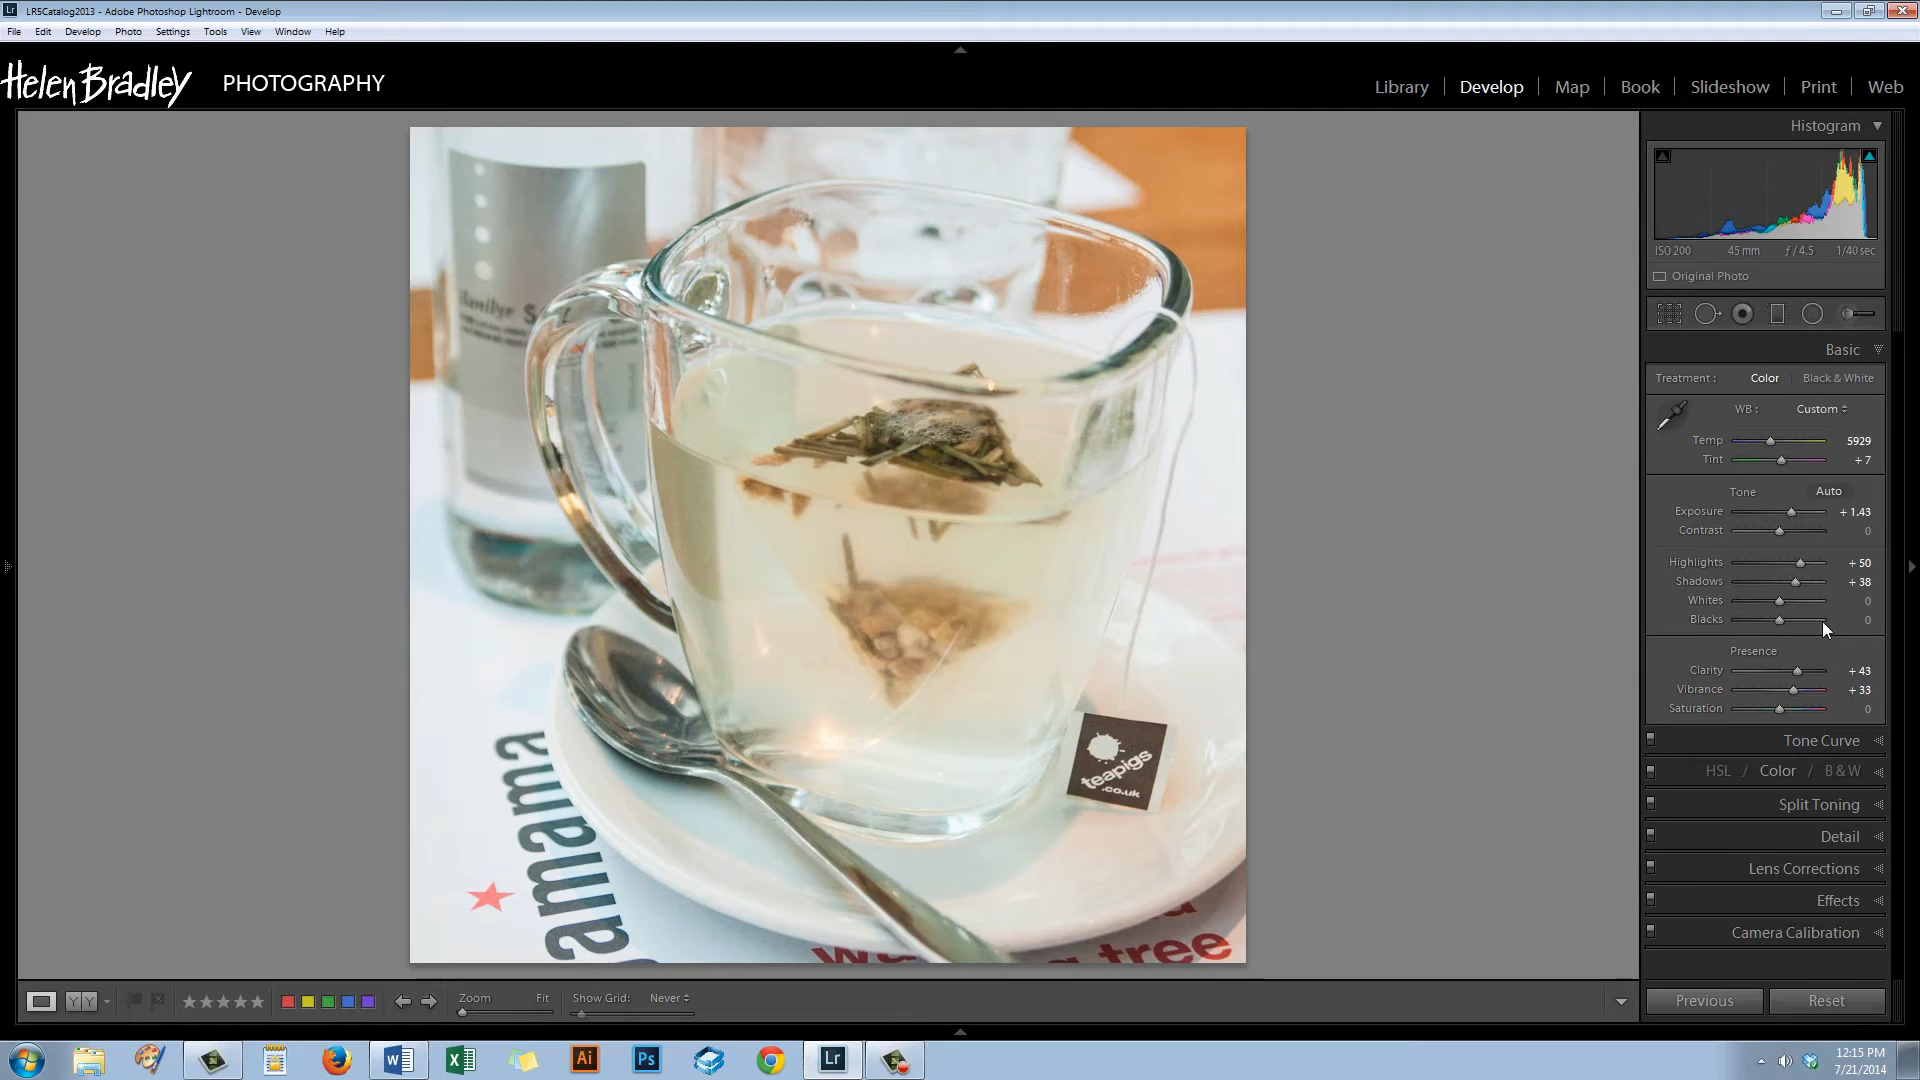 LR5Catalog2013 - Adobe Photoshop Lightroom - Develop
File Edit Develop Photo Settings Tools View Window Help
Helen Bradley PHOTOGRAPHY
Library Develop Map Book Slideshow Print Web
Histogram
ISO 200 45 mm ƒ / 4.5 1/40 sec
Original Photo
Basic
Treatment : Color Black & White
WB : Custom
Temp 5929
Tint + 7
Tone Auto
Exposure + 1.43
Contrast 0
Highlights + 50
Shadows + 38
Whites 0
Blacks 0
Presence
Clarity + 43
Vibrance + 33
Saturation 0
Tone Curve
HSL / Color / B & W
Split Toning
Detail
Lens Corrections
Effects
Camera Calibration
Previous Reset
teapigs
.co.uk
amama
tree
Zoom Fit Show Grid: Never
Ai Ps Lr
12:15 PM
7/21/2014